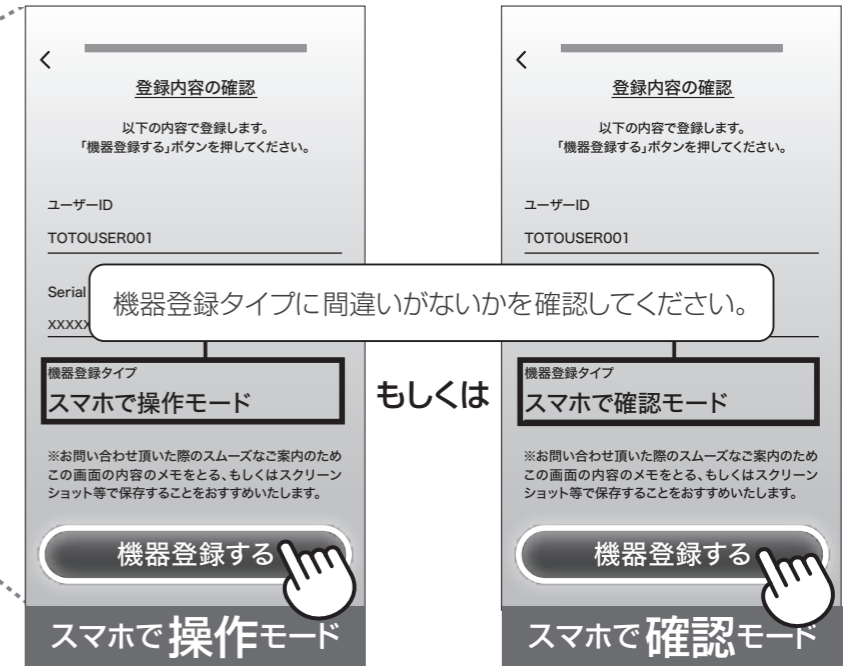 登録内容の確認
以下の内容で登録します。
「機器登録する」ボタンを押してください。
ユーザーID
TOTOUSER001
Serial
XXXXX
機器登録タイプ
スマホで操作モード
※お問い合わせ頂いた際のスムーズなご案内のため
この画面の内容のメモをとる、もしくはスクリーン
ショット等で保存することをおすすめいたします。
機器登録する
スマホで操作モード
機器登録タイプに間違いがないかを確認してください。
もしくは
登録内容の確認
以下の内容で登録します。
「機器登録する」ボタンを押してください。
ユーザーID
TOTOUSER001
機器登録タイプ
スマホで確認モード
※お問い合わせ頂いた際のスムーズなご案内のため
この画面の内容のメモをとる、もしくはスクリーン
ショット等で保存することをおすすめいたします。
機器登録する
スマホで確認モード